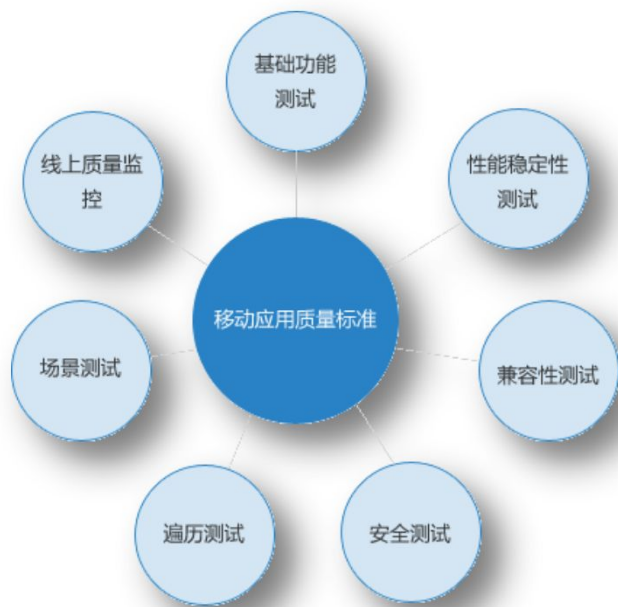 基础功能
测试
线上质量监
控
性能稳定性
测试
移动应用质量标准
场景测试
兼容性测试
遍历测试
安全测试